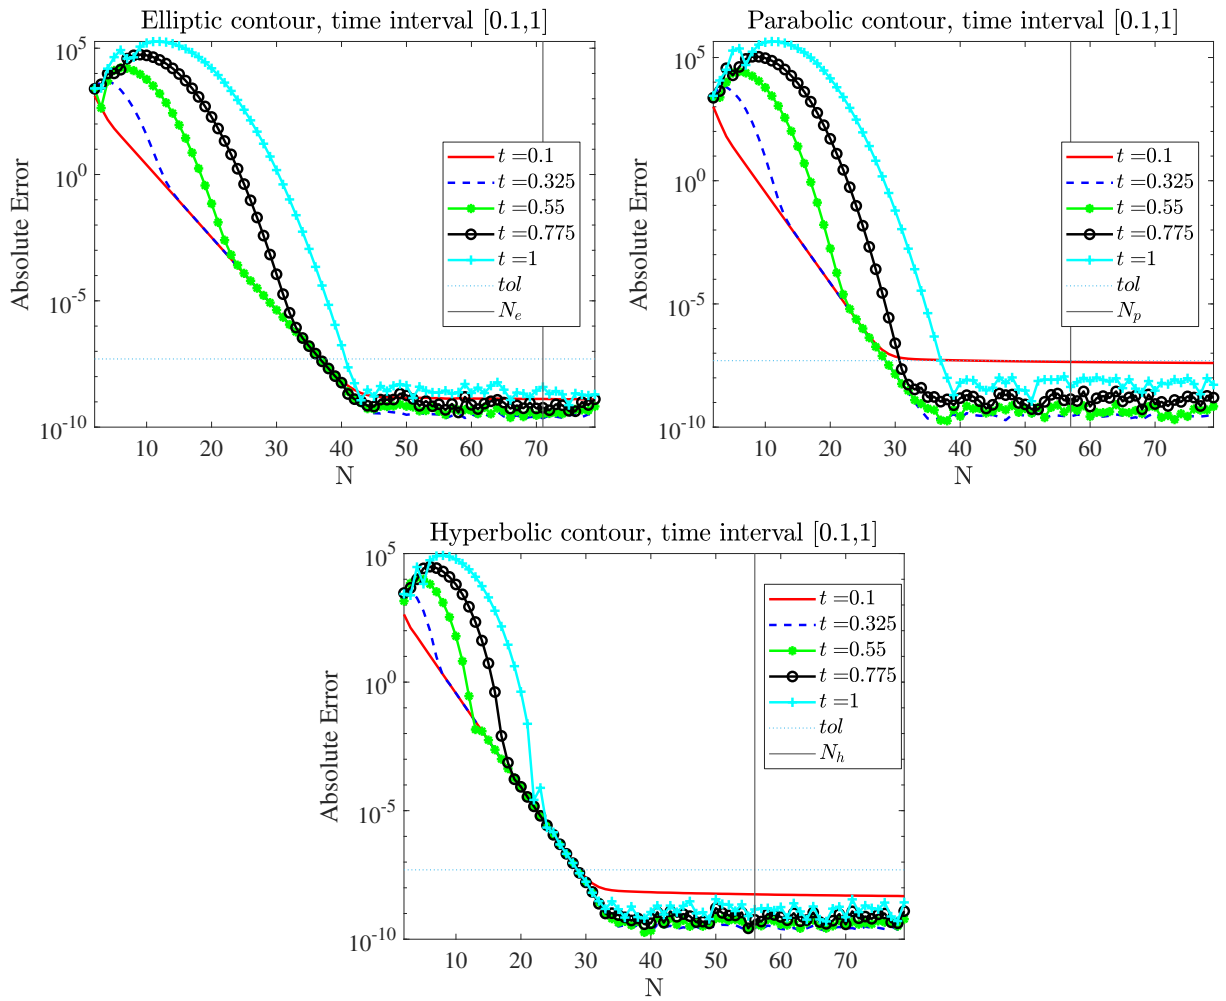 Elliptic contour, time interval [0.1,1]
10^5
10^0
10^-5
10^-10
Absolute Error
t =0.1
t =0.325
t =0.55
t =0.775
t =1
tol
N_e
10 20 30 40 50 60 70
N
Parabolic contour, time interval [0.1,1]
10^5
10^0
10^-5
10^-10
Absolute Error
t =0.1
t =0.325
t =0.55
t =0.775
t =1
tol
N_p
10 20 30 40 50 60 70
N
Hyperbolic contour, time interval [0.1,1]
10^5
10^0
10^-5
10^-10
Absolute Error
t =0.1
t =0.325
t =0.55
t =0.775
t =1
tol
N_h
10 20 30 40 50 60 70
N